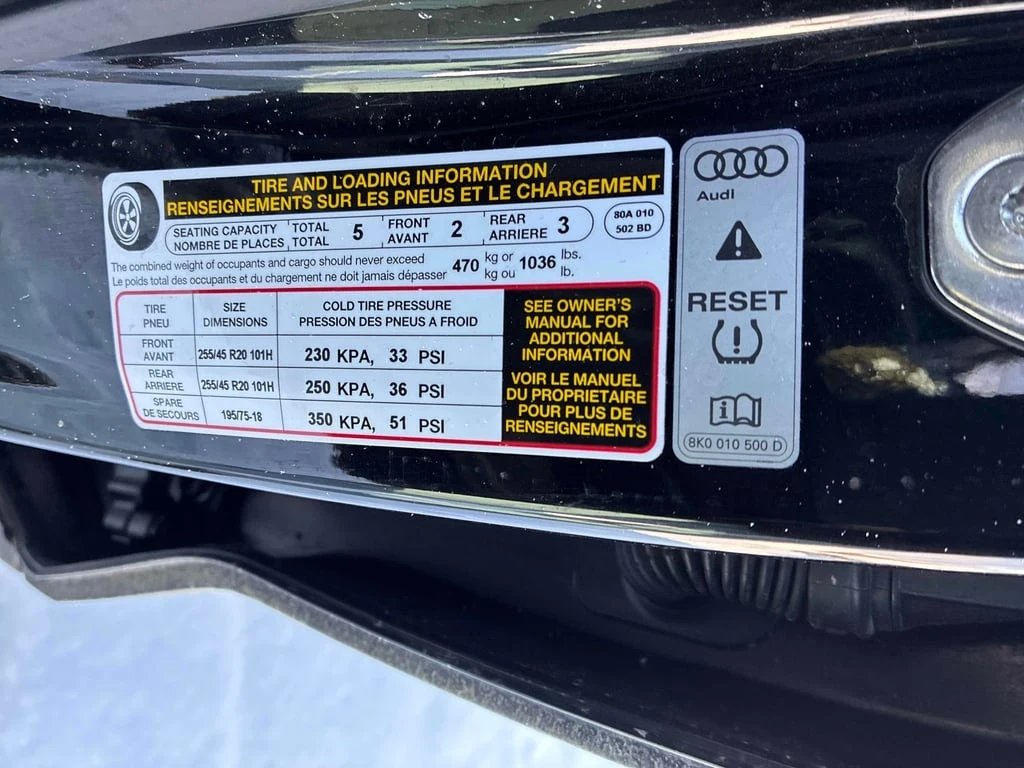 TIRE AND LOADING INFORMATION
RENSEIGNEMENTS SUR LES PNEUS ET LE CHARGEMENT
SEATING CAPACITY TOTAL 5 FRONT 2 REAR 3
NOMBRE DE PLACES TOTAL AVANT ARRIERE
80A 010
502 BD
The combined weight of occupants and cargo should never exceed 470 kg or 1036 lbs.
Le poids total des occupants et du chargement ne doit jamais dépasser kg ou lb.
TIRE SIZE COLD TIRE PRESSURE
PNEU DIMENSIONS PRESSION DES PNEUS A FROID
FRONT
AVANT 255/45 R20 101H 230 KPA, 33 PSI
REAR
ARRIERE 255/45 R20 101H 250 KPA, 36 PSI
SPARE
DE SECOURS 195/75-18 350 KPA, 51 PSI
SEE OWNER'S
MANUAL FOR
ADDITIONAL
INFORMATION
VOIR LE MANUEL
DU PROPRIETAIRE
POUR PLUS DE
RENSEIGNEMENTS
Audi
RESET
8K0 010 500 D